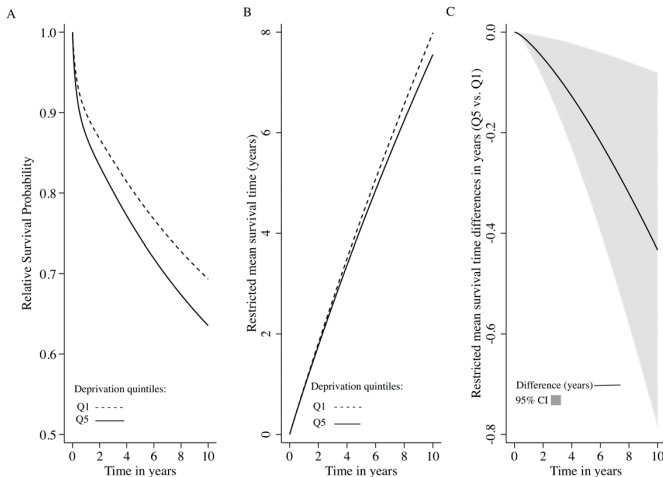 A
Relative Survival Probability
1.0
0.9
0.8
0.7
0.6
0.5
Deprivation quintiles:
Q1
Q5
0 2 4 6 8 10
Time in years
B
Restricted mean survival time (years)
8
6
4
2
0
Deprivation quintiles:
Q1
Q5
0 2 4 6 8 10
Time in years
C
Restricted mean survival time differences in years (Q5 vs. Q1)
0.0
-0.2
-0.4
-0.6
-0.8
Difference (years)
95% CI
0 2 4 6 8 10
Time in years